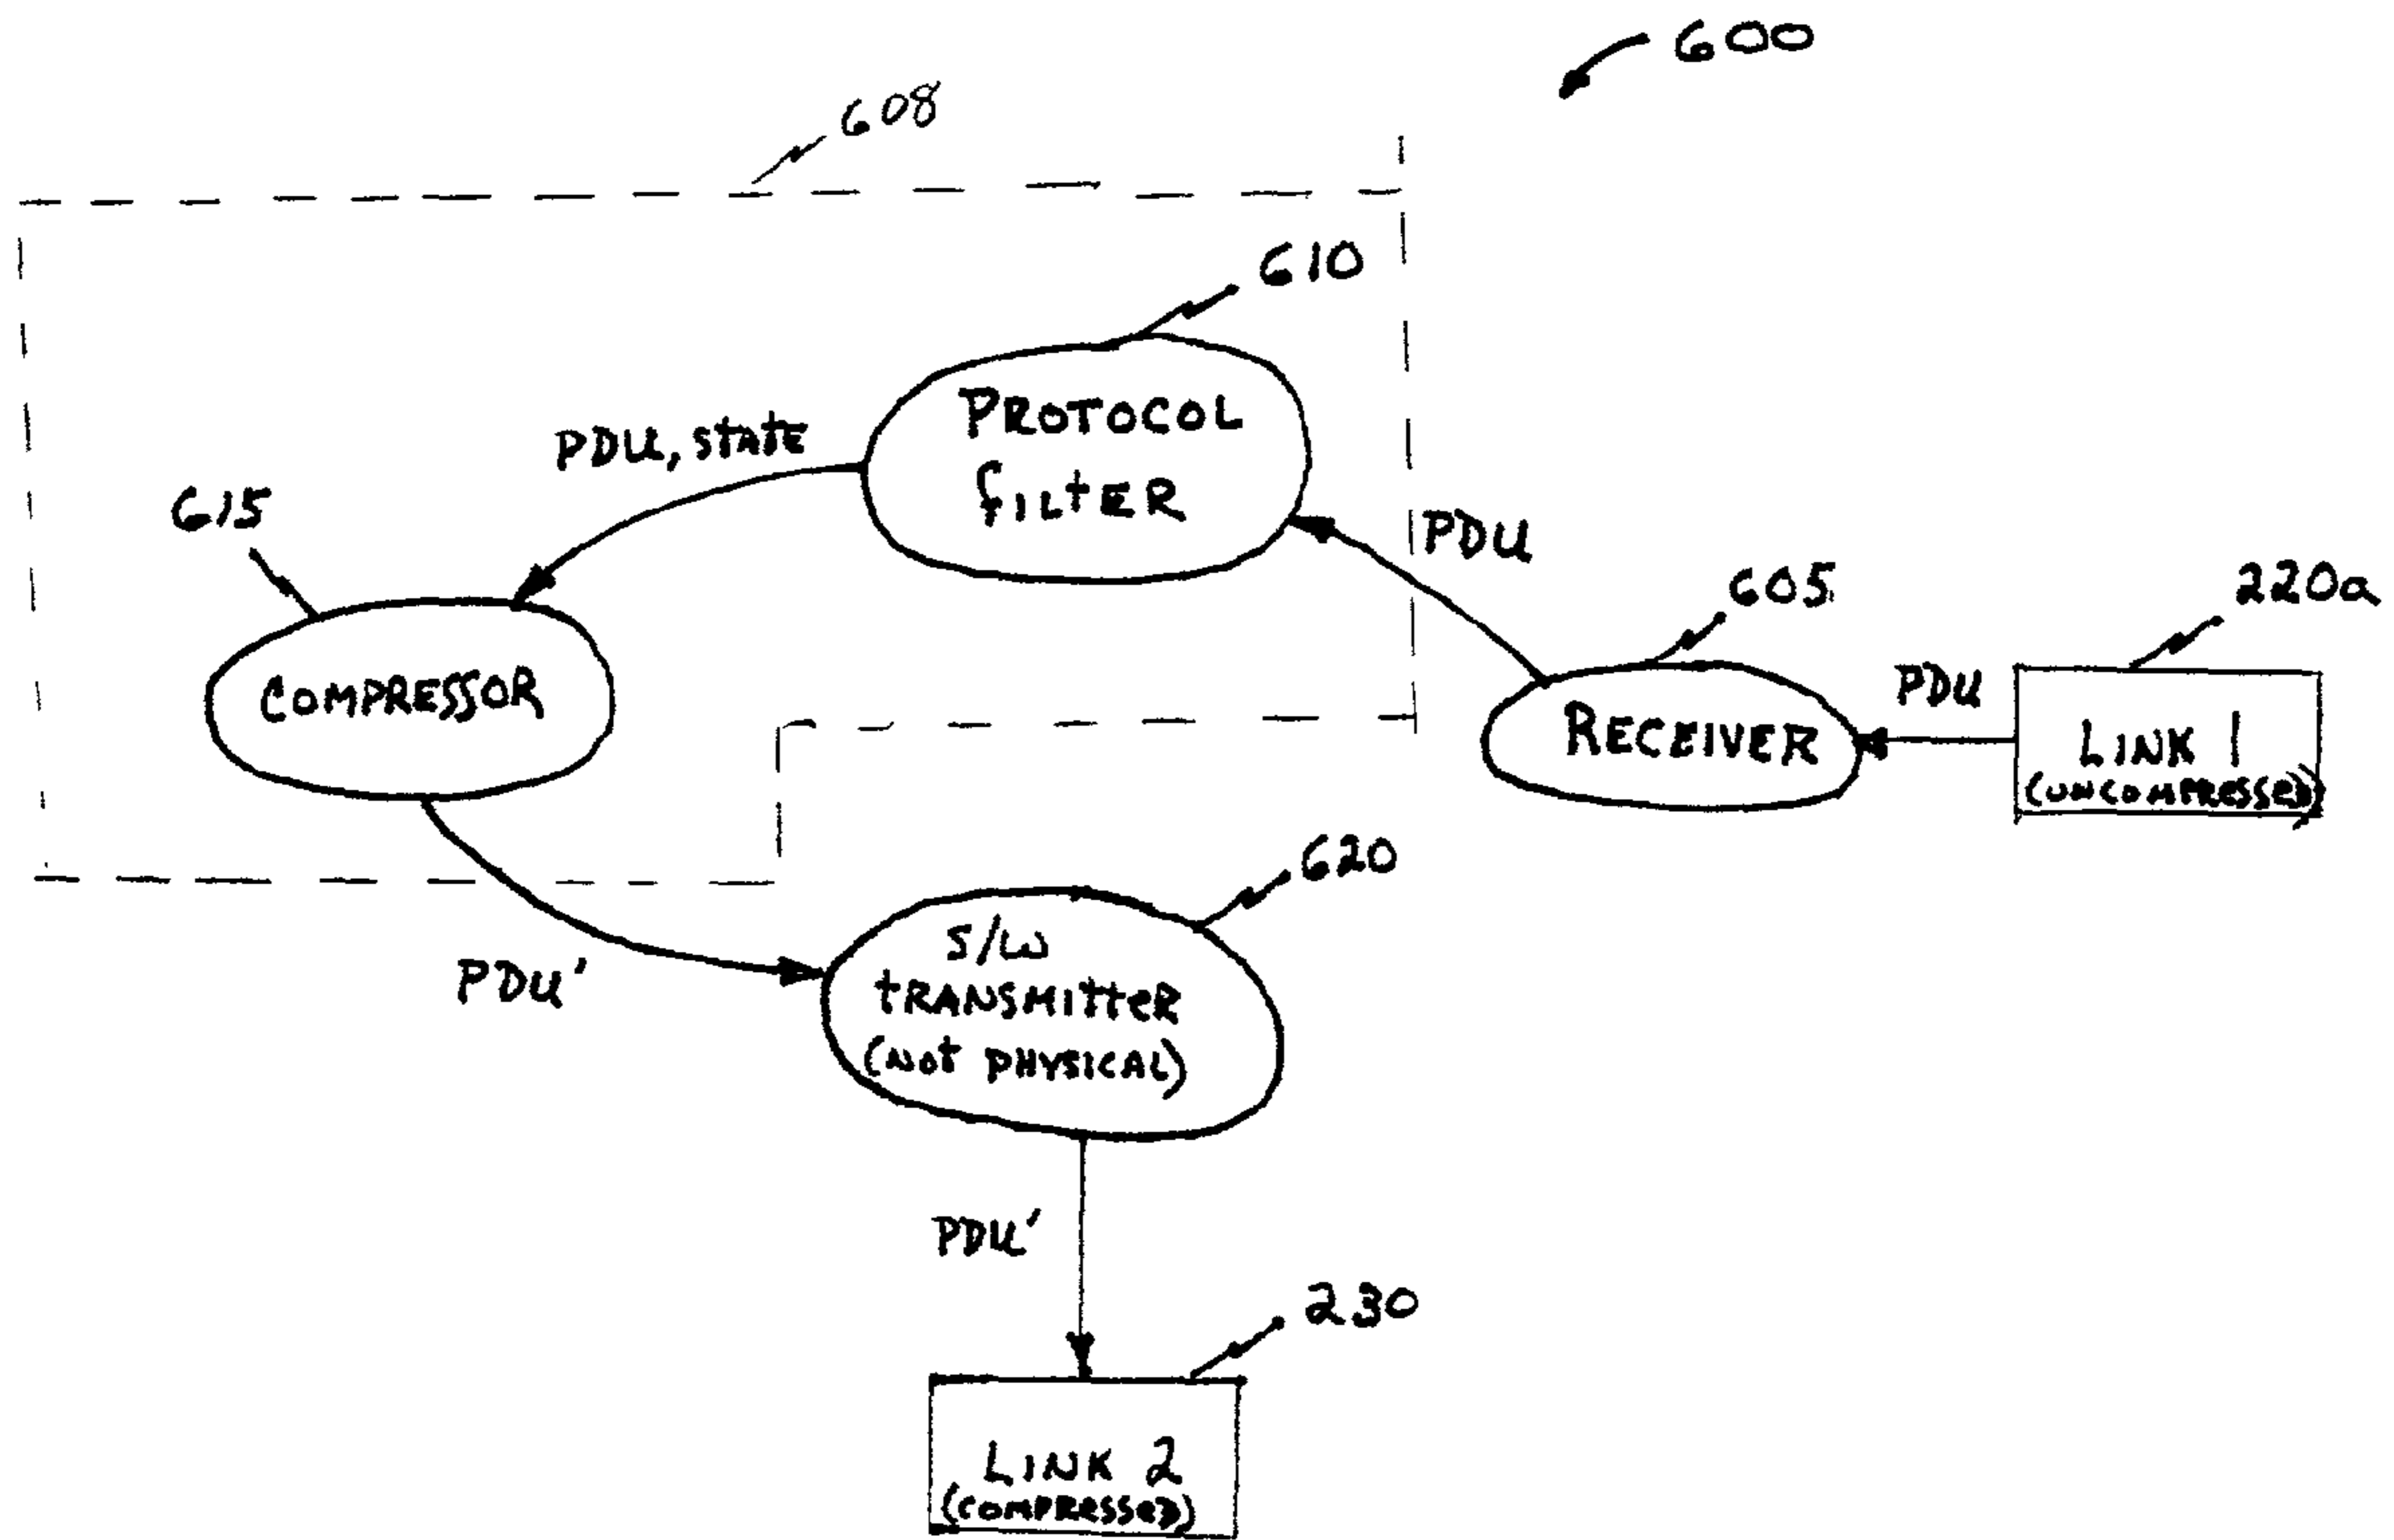 600
608
610
PROTOCOL
filtER
PDU, state
PDU
615
605
220a
COMPRESSOR
PDU
RECEIVER
LINK 1
(UNCOMPRESSED)
620
S/W
tRANSMitteR
(Not PHYSICAL)
PDU'
PDU'
230
LINK 2
(COMPRESSED)